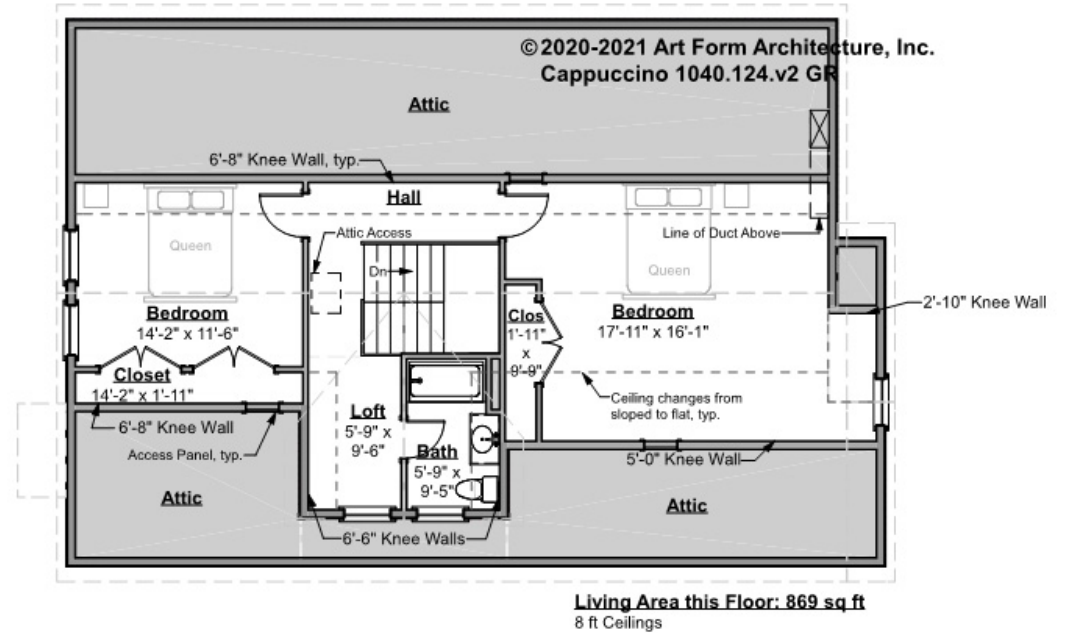 ©2020-2021 Art Form Architecture, Inc.
Cappuccino 1040.124.v2 GR
Attic
6'-8" Knee Wall, typ.
Hall
Attic Access
Line of Duct Above
Queen
Queen
Dn
2'-10" Knee Wall
Bedroom
14'-2" x 11'-6"
Clos
1'-11"
x
9'-9"
Bedroom
17'-11" x 16'-1"
Closet
14'-2" x 1'-11"
Ceiling changes from
sloped to flat, typ.
6'-8" Knee Wall
Loft
5'-9" x
9'-6"
Access Panel, typ.
Bath
5'-9" x
9'-5"
5'-0" Knee Wall
Attic
Attic
6'-6" Knee Walls
Living Area this Floor: 869 sq ft
8 ft Ceilings